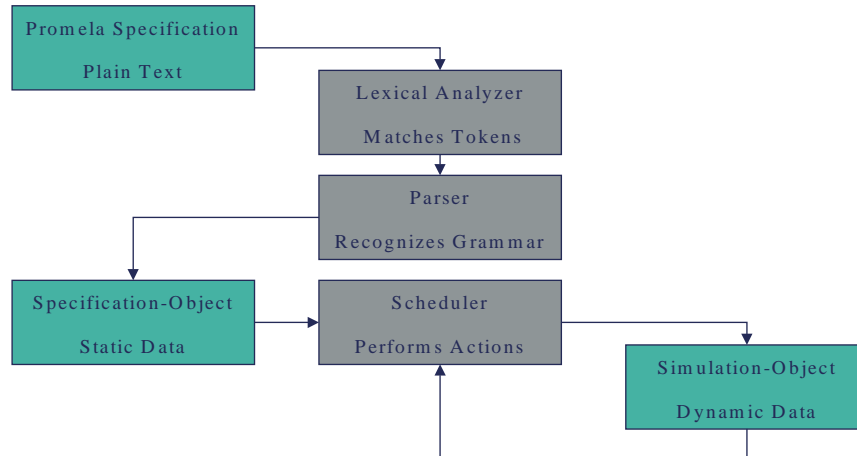 Promela Specification
Plain Text
Lexical Analyzer
Matches Tokens
Parser
Recognizes Grammar
Specification-Object
Static Data
Scheduler
Performs Actions
Simulation-Object
Dynamic Data